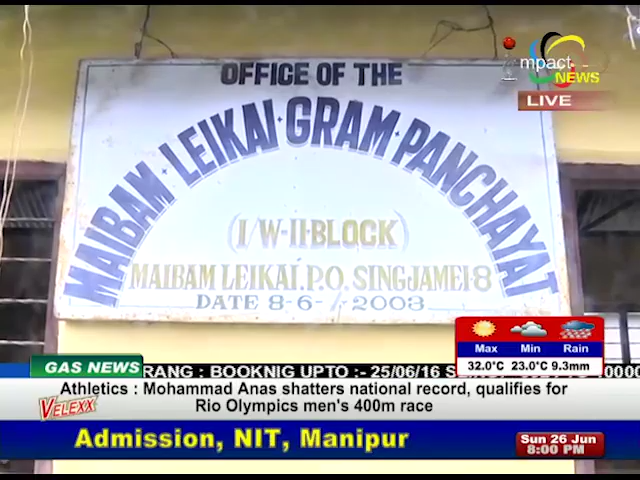 OFFICE OF THE
MAIBAM · LEIKAI · GRAM · PANCHAYAT
(I/W-II-BLOCK)
MAIBAM LEIKAI. P.O. SINGJAMEI-8
DATE 8-6- 2003
mpact
NEWS
LIVE
Max Min Rain
32.0°C 23.0°C 9.3mm
GAS NEWS
RANG : BOOKNIG UPTO :- 25/06/16
Athletics : Mohammad Anas shatters national record, qualifies for
Rio Olympics men's 400m race
VELEXX
Admission, NIT, Manipur
Sun 26 Jun
8:00 PM